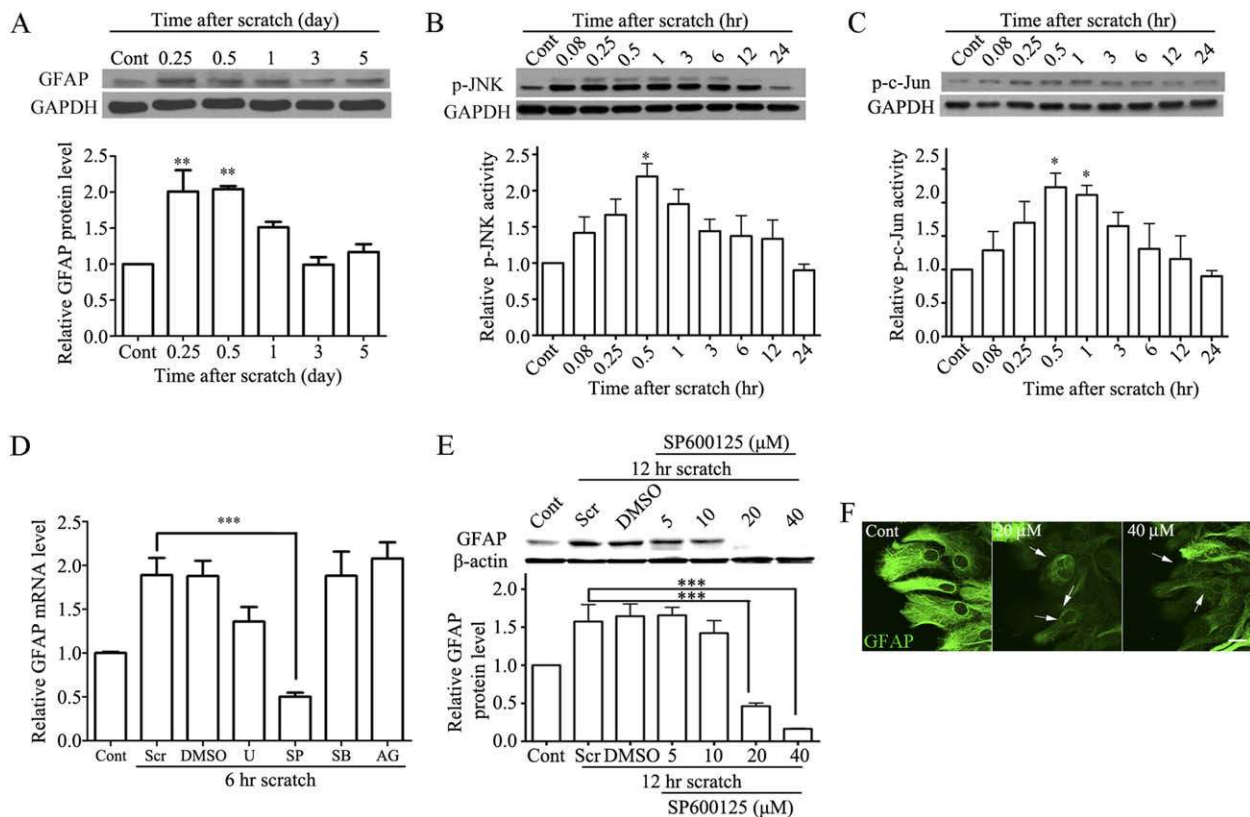 A
Time after scratch (day)
Cont 0.25 0.5 1 3 5
GFAP
GAPDH
Relative GFAP protein level
2.5
2.0
1.5
1.0
0.5
0.0
** **
Cont 0.25 0.5 1 3 5
Time after scratch (day)
B
Time after scratch (hr)
Cont 0.08 0.25 0.5 1 3 6 12 24
p-JNK
GAPDH
Relative p-JNK activity
2.5
2.0
1.5
1.0
0.5
0.0
*
Cont 0.08 0.25 0.5 1 3 6 12 24
Time after scratch (hr)
C
Time after scratch (hr)
Cont 0.08 0.25 0.5 1 3 6 12 24
p-c-Jun
GAPDH
Relative p-c-Jun activity
2.5
2.0
1.5
1.0
0.5
0.0
* *
Cont 0.08 0.25 0.5 1 3 6 12 24
Time after scratch (hr)
D
Relative GFAP mRNA level
2.5
2.0
1.5
1.0
0.5
0.0
***
Cont Scr DMSO U SP SB AG
6 hr scratch
E
SP600125 (μM)
12 hr scratch
Cont Scr DMSO 5 10 20 40
GFAP
β-actin
Relative GFAP
protein level
2.0
1.5
1.0
0.5
0.0
***
***
Cont Scr DMSO 5 10 20 40
12 hr scratch
SP600125 (μM)
F
Cont 20 μM 40 μM
GFAP